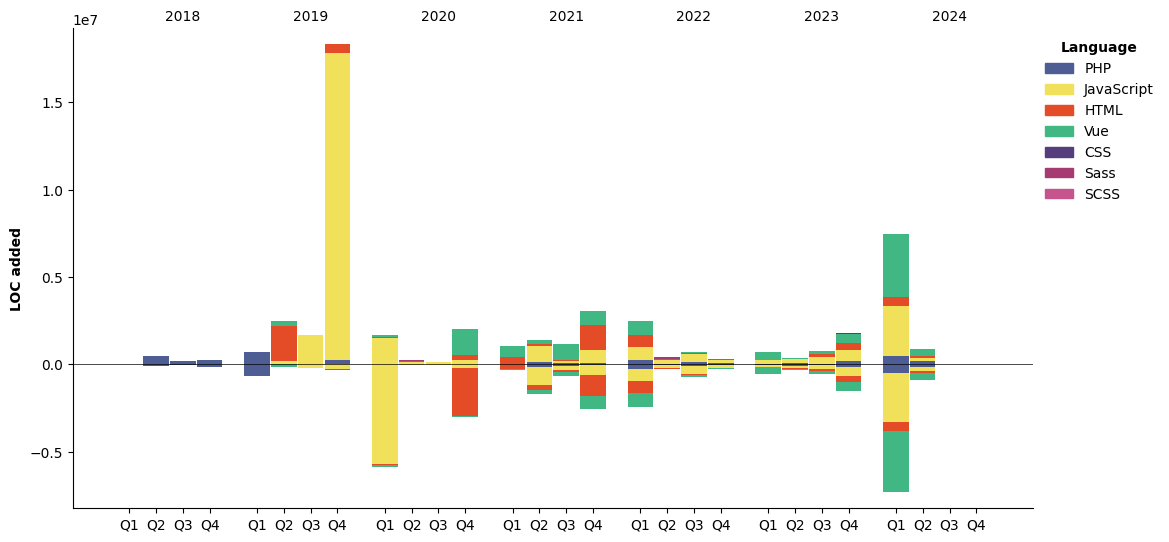 1e7
2018 2019 2020 2021 2022 2023 2024
Language
PHP
JavaScript
HTML
Vue
CSS
Sass
SCSS
LOC added
1.5
1.0
0.5
0.0
−0.5
Q1 Q2 Q3 Q4 Q1 Q2 Q3 Q4 Q1 Q2 Q3 Q4 Q1 Q2 Q3 Q4 Q1 Q2 Q3 Q4 Q1 Q2 Q3 Q4 Q1 Q2 Q3 Q4